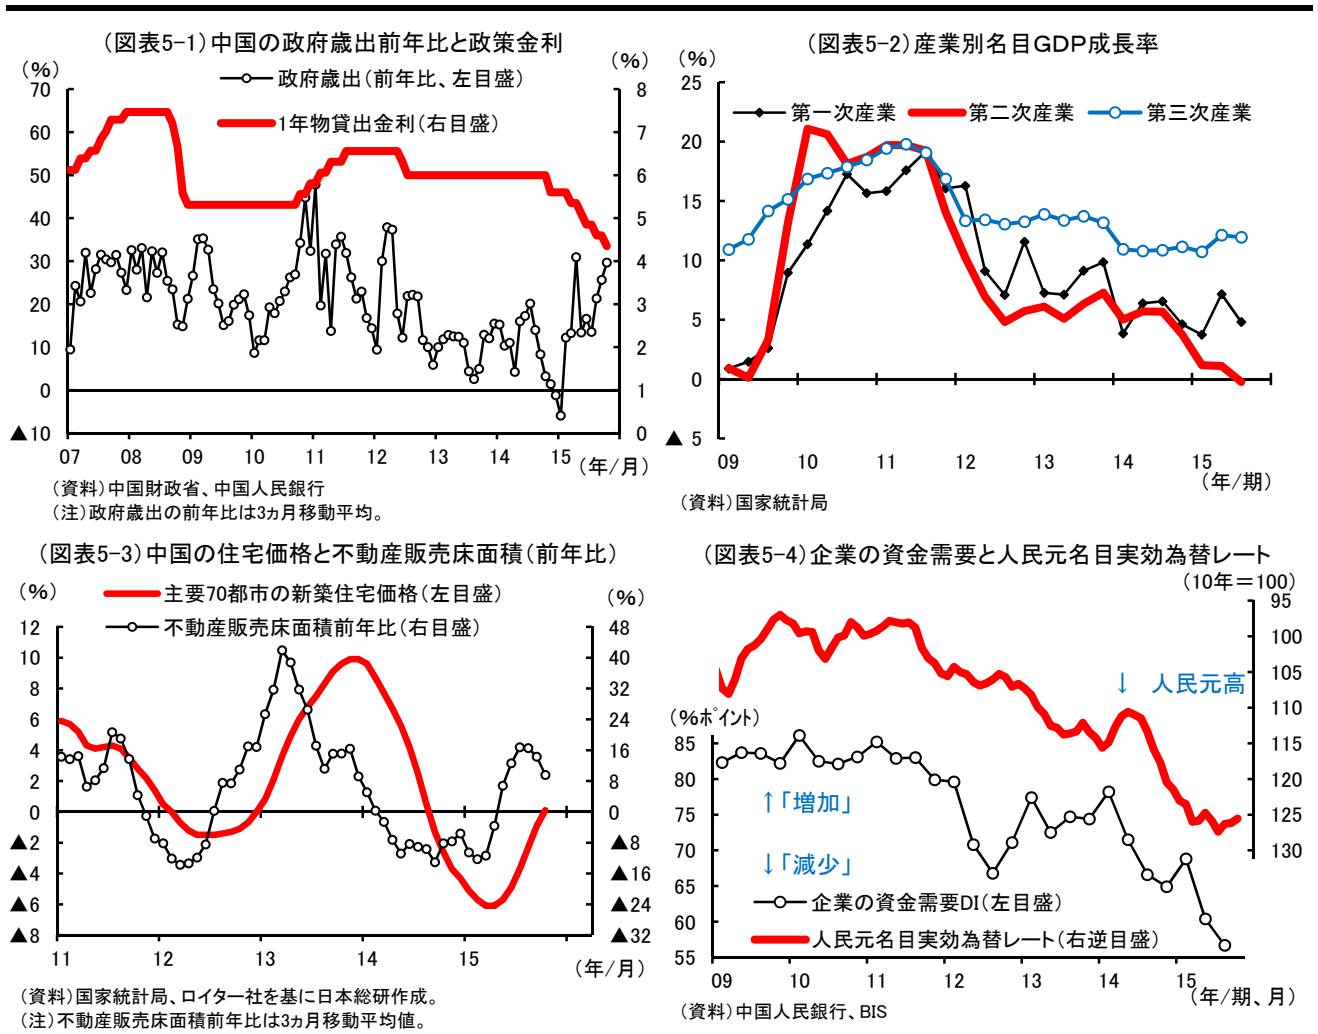 (図表5-1)中国の政府歳出前年比と政策金利
(%)
(%)
政府歳出(前年比、左目盛)
1年物貸出金利(右目盛)
70
60
50
40
30
20
10
0
▲10
8
7
6
5
4
3
2
1
0
07 08 09 10 11 12 13 14 15
(年/月)
(資料)中国財政省、中国人民銀行
(注)政府歳出の前年比は3ヵ月移動平均。
(図表5-2)産業別名目GDP成長率
(%)
第一次産業 第二次産業 第三次産業
25
20
15
10
5
0
▲ 5
09 10 11 12 13 14 15
(年/期)
(資料)国家統計局
(図表5-3)中国の住宅価格と不動産販売床面積(前年比)
(%)
(%)
主要70都市の新築住宅価格(左目盛)
不動産販売床面積前年比(右目盛)
12
10
8
6
4
2
0
▲2
▲4
▲6
▲8
48
40
32
24
16
8
0
▲8
▲16
▲24
▲32
11 12 13 14 15
(年/月)
(資料)国家統計局、ロイター社を基に日本総研作成。
(注)不動産販売床面積前年比は3ヵ月移動平均値。
(図表5-4)企業の資金需要と人民元名目実効為替レート
(10年=100)
95
100
105
110
115
120
125
130
↓ 人民元高
(%ポイント)
85
80
75
70
65
60
55
↑「増加」
↓「減少」
企業の資金需要DI(左目盛)
人民元名目実効為替レート(右逆目盛)
09 10 11 12 13 14 15
(年/期、月)
(資料)中国人民銀行、BIS